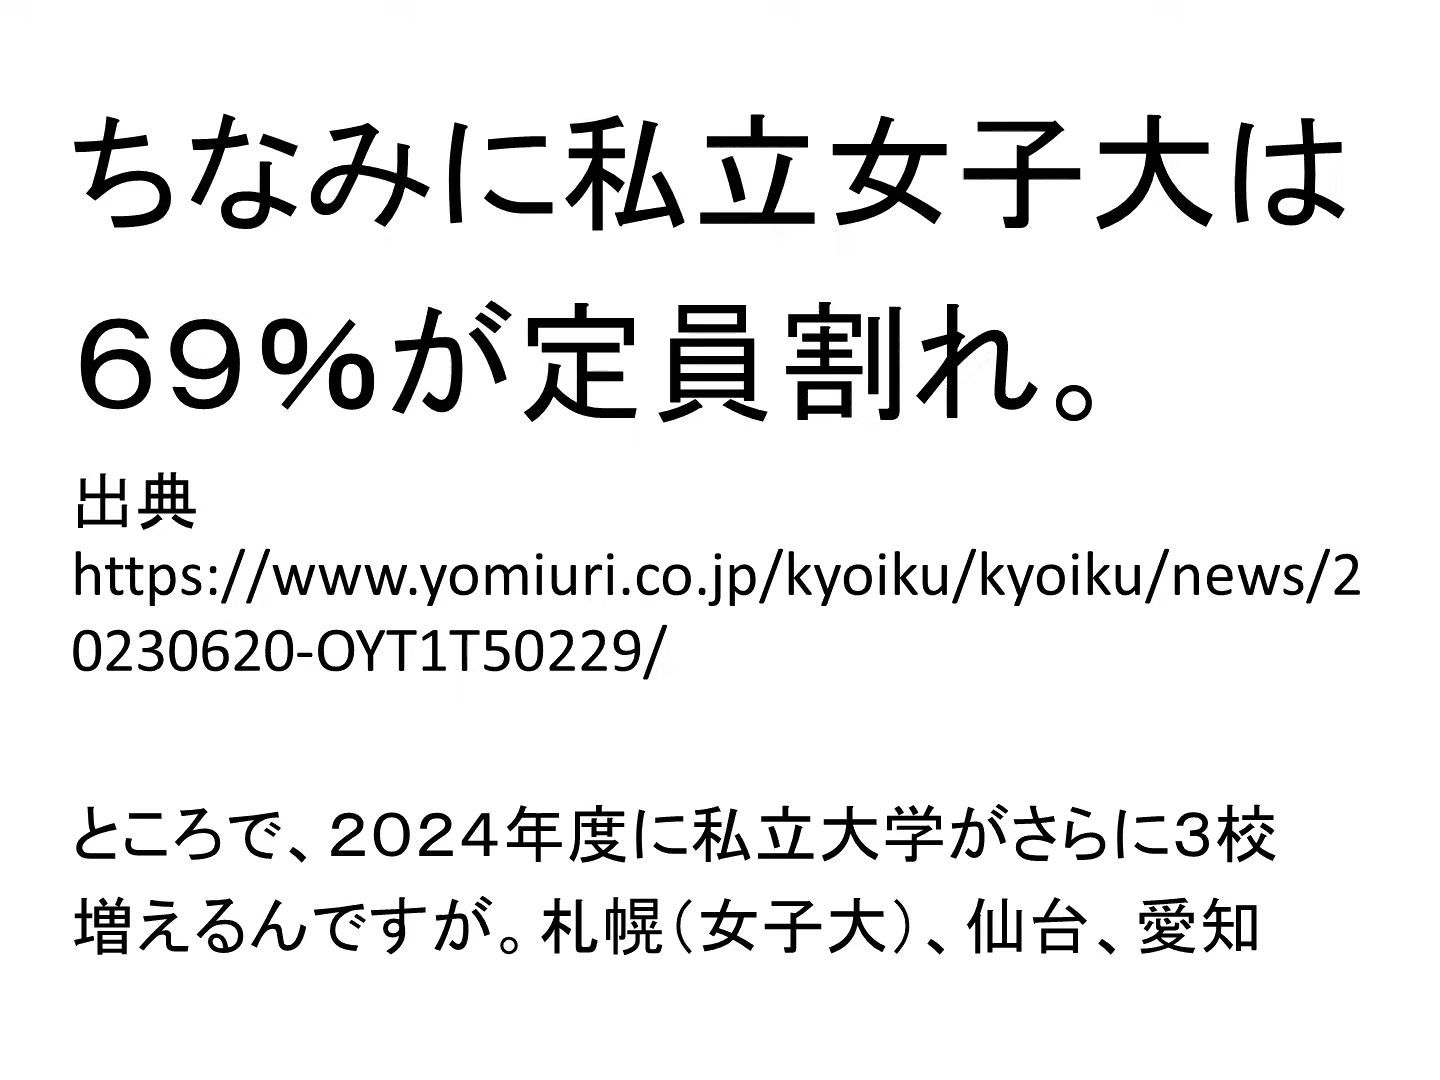 ちなみに私立女子大は
６９％が定員割れ。
出典
https://www.yomiuri.co.jp/kyoiku/kyoiku/news/2
0230620-OYT1T50229/
ところで、２０２４年度に私立大学がさらに３校
増えるんですが。札幌（女子大）、仙台、愛知